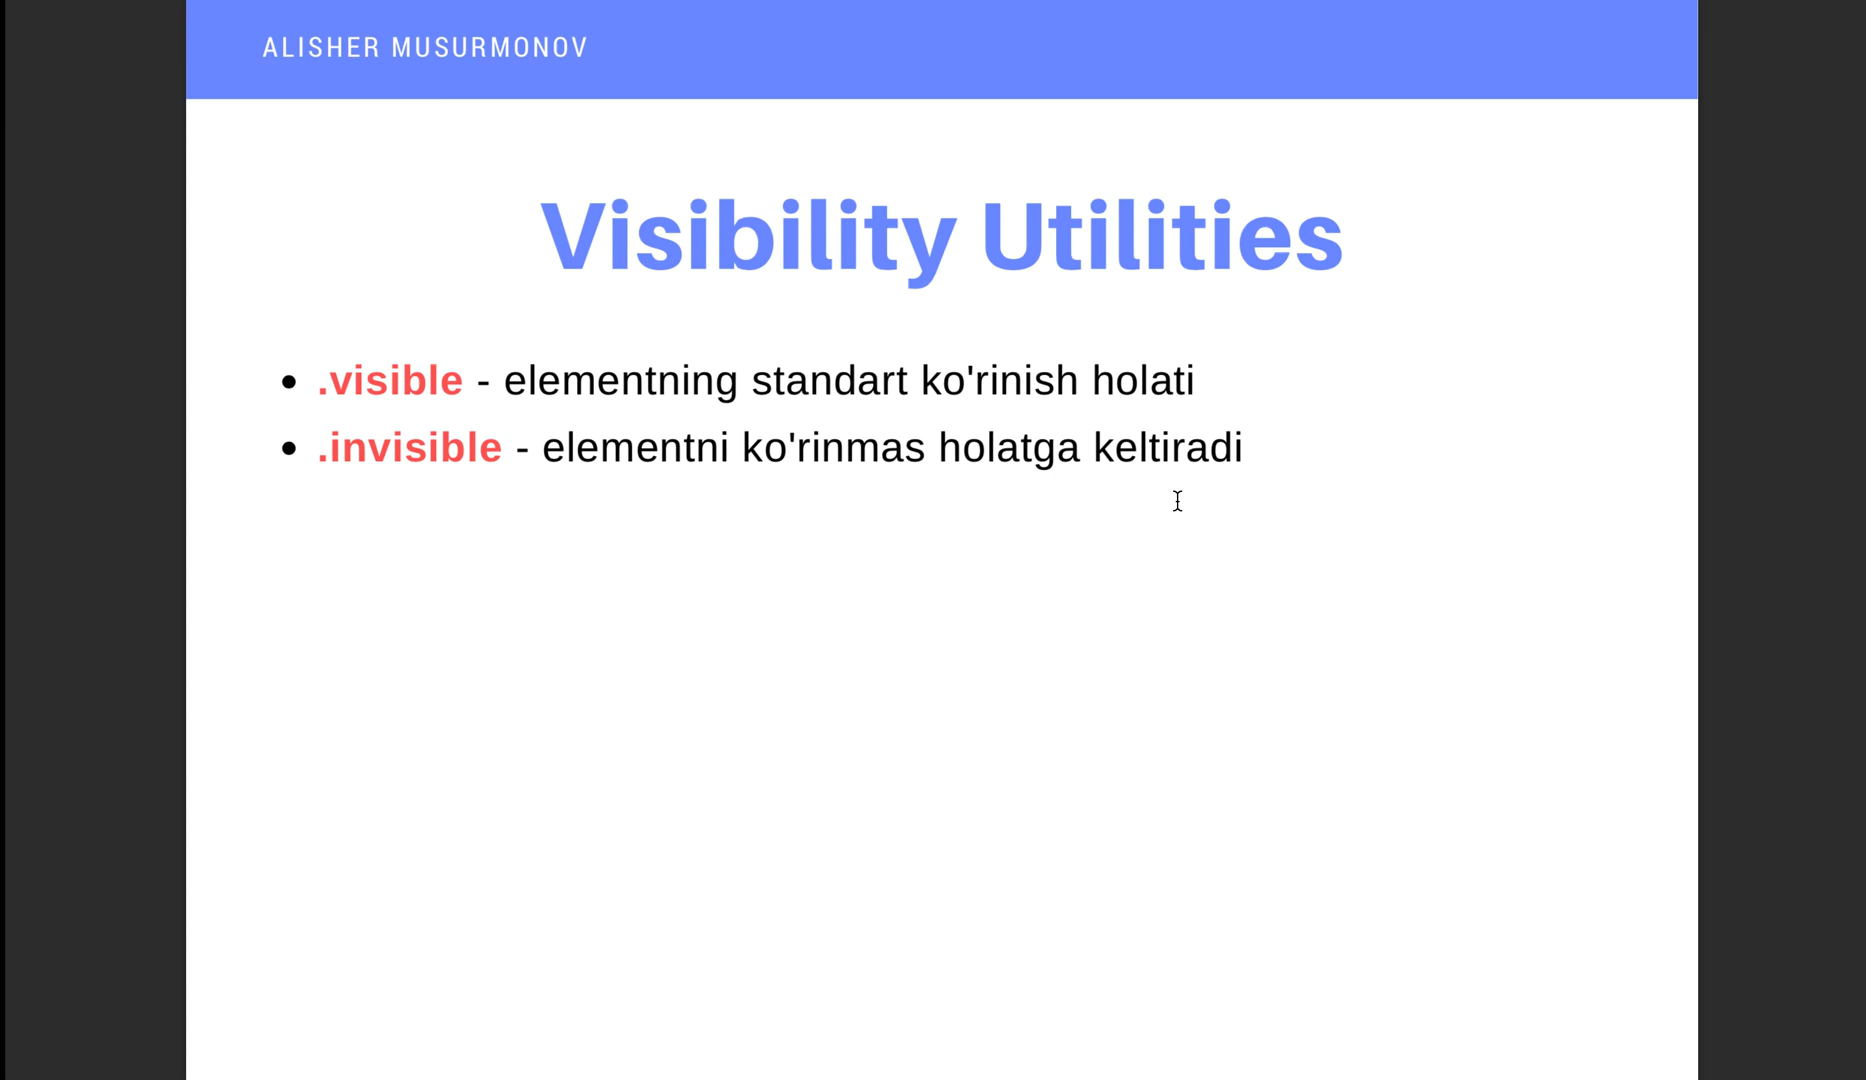 ALISHER MUSURMONOV
Visibility Utilities
• .visible - elementning standart ko'rinish holati
• .invisible - elementni ko'rinmas holatga keltiradi